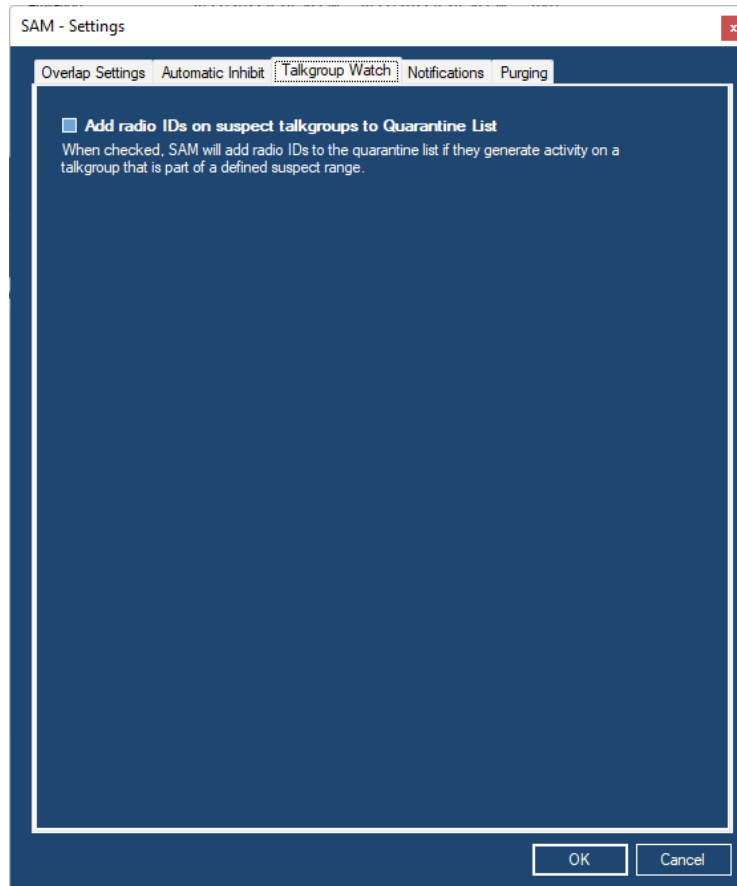 SAM - Settings
x
Overlap Settings Automatic Inhibit Talkgroup Watch Notifications Purging
Add radio IDs on suspect talkgroups to Quarantine List
When checked, SAM will add radio IDs to the quarantine list if they generate activity on a
talkgroup that is part of a defined suspect range.
OK Cancel